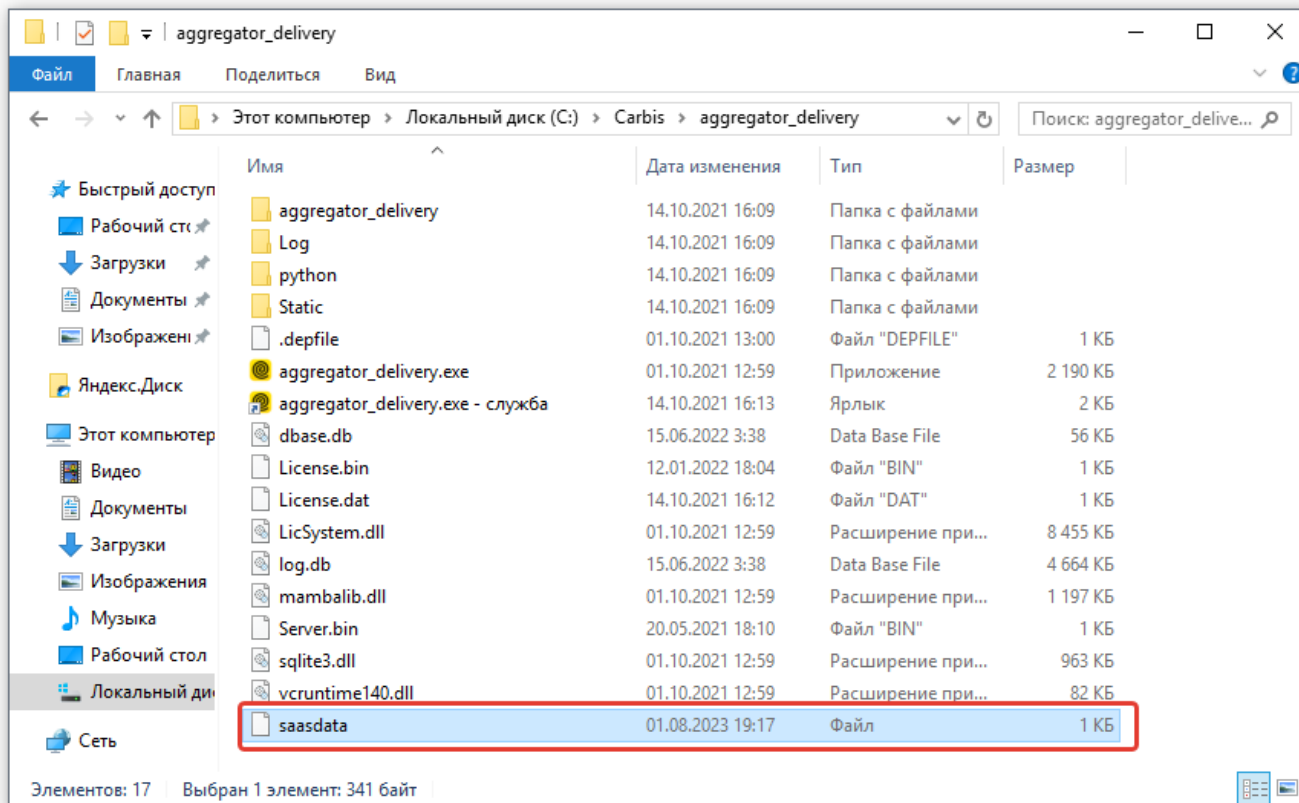 aggregator_delivery
Файл Главная Поделиться Вид
Этот компьютер Локальный диск (C:) Carbis aggregator_delivery Поиск: aggregator_delive...
Имя Дата изменения Тип Размер
Быстрый доступ
Рабочий сто
Загрузки
Документы
Изображени
Яндекс.Диск
Этот компьютер
Видео
Документы
Загрузки
Изображения
Музыка
Рабочий стол
Локальный ди
Сеть
aggregator_delivery 14.10.2021 16:09 Папка с файлами
Log 14.10.2021 16:09 Папка с файлами
python 14.10.2021 16:09 Папка с файлами
Static 14.10.2021 16:09 Папка с файлами
.depfile 01.10.2021 13:00 Файл "DEPFILE" 1 КБ
aggregator_delivery.exe 01.10.2021 12:59 Приложение 2 190 КБ
aggregator_delivery.exe - служба 14.10.2021 16:13 Ярлык 2 КБ
dbase.db 15.06.2022 3:38 Data Base File 56 КБ
License.bin 12.01.2022 18:04 Файл "BIN" 1 КБ
License.dat 14.10.2021 16:12 Файл "DAT" 1 КБ
LicSystem.dll 01.10.2021 12:59 Расширение при... 8 455 КБ
log.db 15.06.2022 3:38 Data Base File 4 664 КБ
mambalib.dll 01.10.2021 12:59 Расширение при... 1 197 КБ
Server.bin 20.05.2021 18:10 Файл "BIN" 1 КБ
sqlite3.dll 01.10.2021 12:59 Расширение при... 963 КБ
vcruntime140.dll 01.10.2021 12:59 Расширение при... 82 КБ
saasdata 01.08.2023 19:17 Файл 1 КБ
Элементов: 17 Выбран 1 элемент: 341 байт